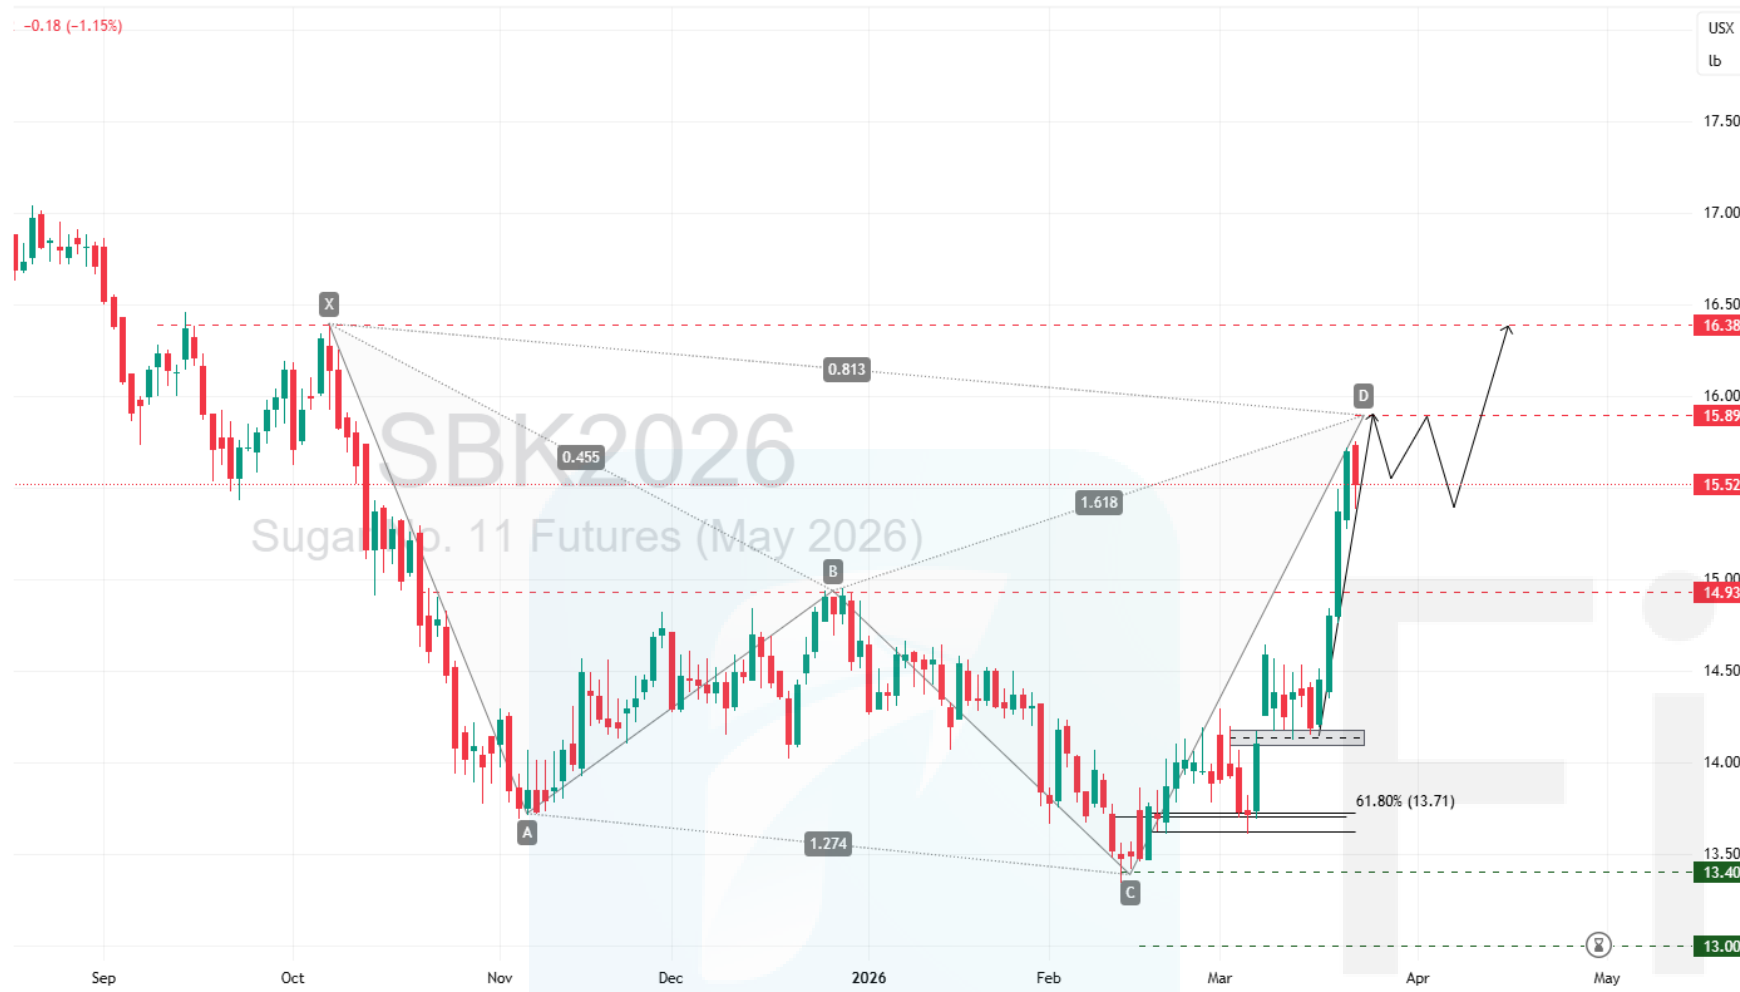 −0.18 (−1.15%)
USX
lb
17.50
17.00
16.50
X
16.38
0.813
16.00
D
15.89
SBK2026
0.455
15.52
1.618
Sugar No. 11 Futures (May 2026)
B
15.00
14.93
14.50
14.00
61.80% (13.71)
A
1.274
13.50
13.40
C
13.00
Sep
Oct
Nov
Dec
2026
Feb
Mar
Apr
May